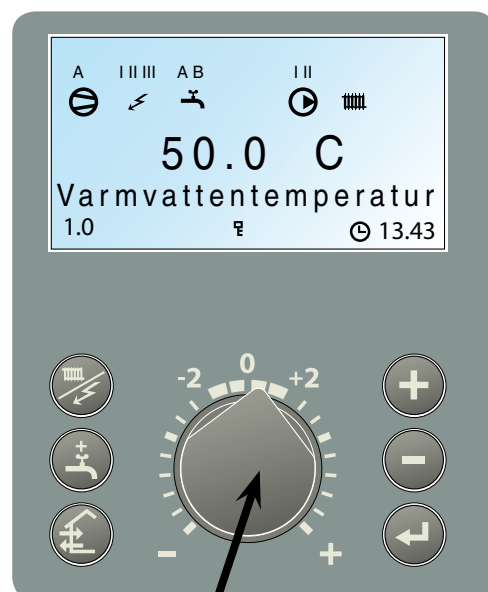 A I II III A B I II
50.0 C
Varmvattentemperatur
1.0 13.43
-2 0 +2
+
-
- +